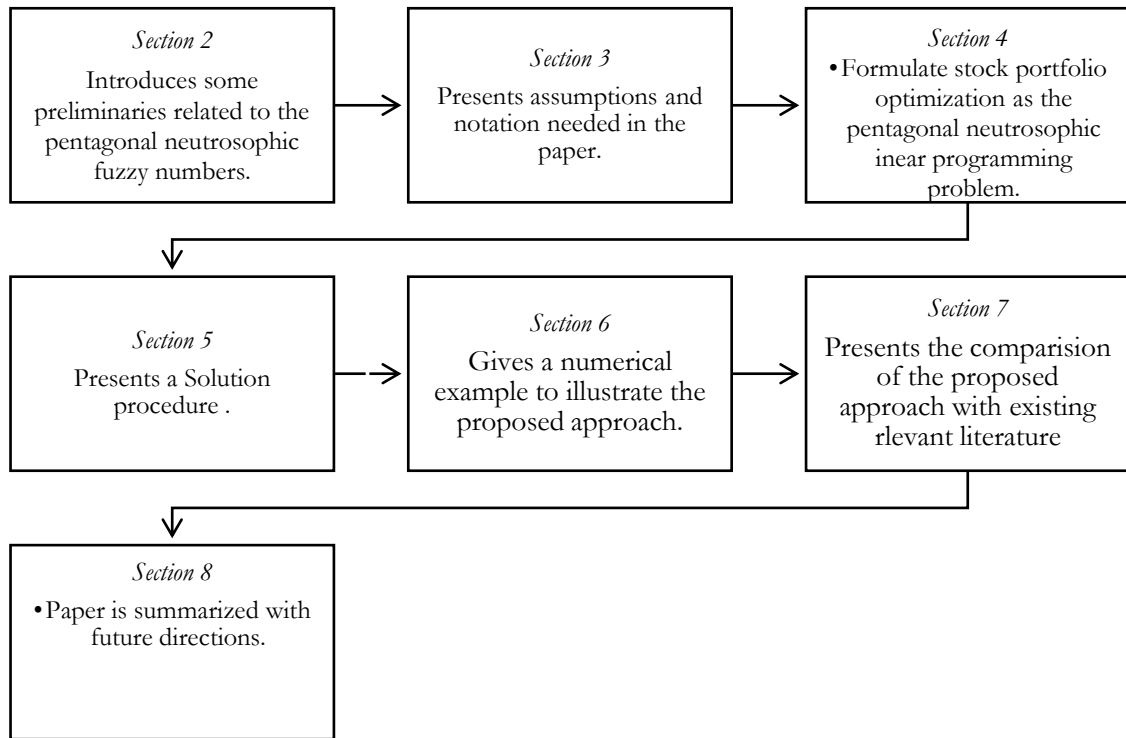 Section 2
Introduces some
preliminaries related to the
pentagonal neutrosophic
fuzzy numbers.
Section 3
Presents assumptions and
notation needed in the
paper.
Section 4
•Formulate stock portfolio
optimization as the
pentagonal neutrosophic
inear programming
problem.
Section 5
Presents a Solution
procedure .
Section 6
Gives a numerical
example to illustrate the
proposed approach.
Section 7
Presents the comparision
of the proposed
approach with existing
rlevant literature
Section 8
•Paper is summarized with
future directions.